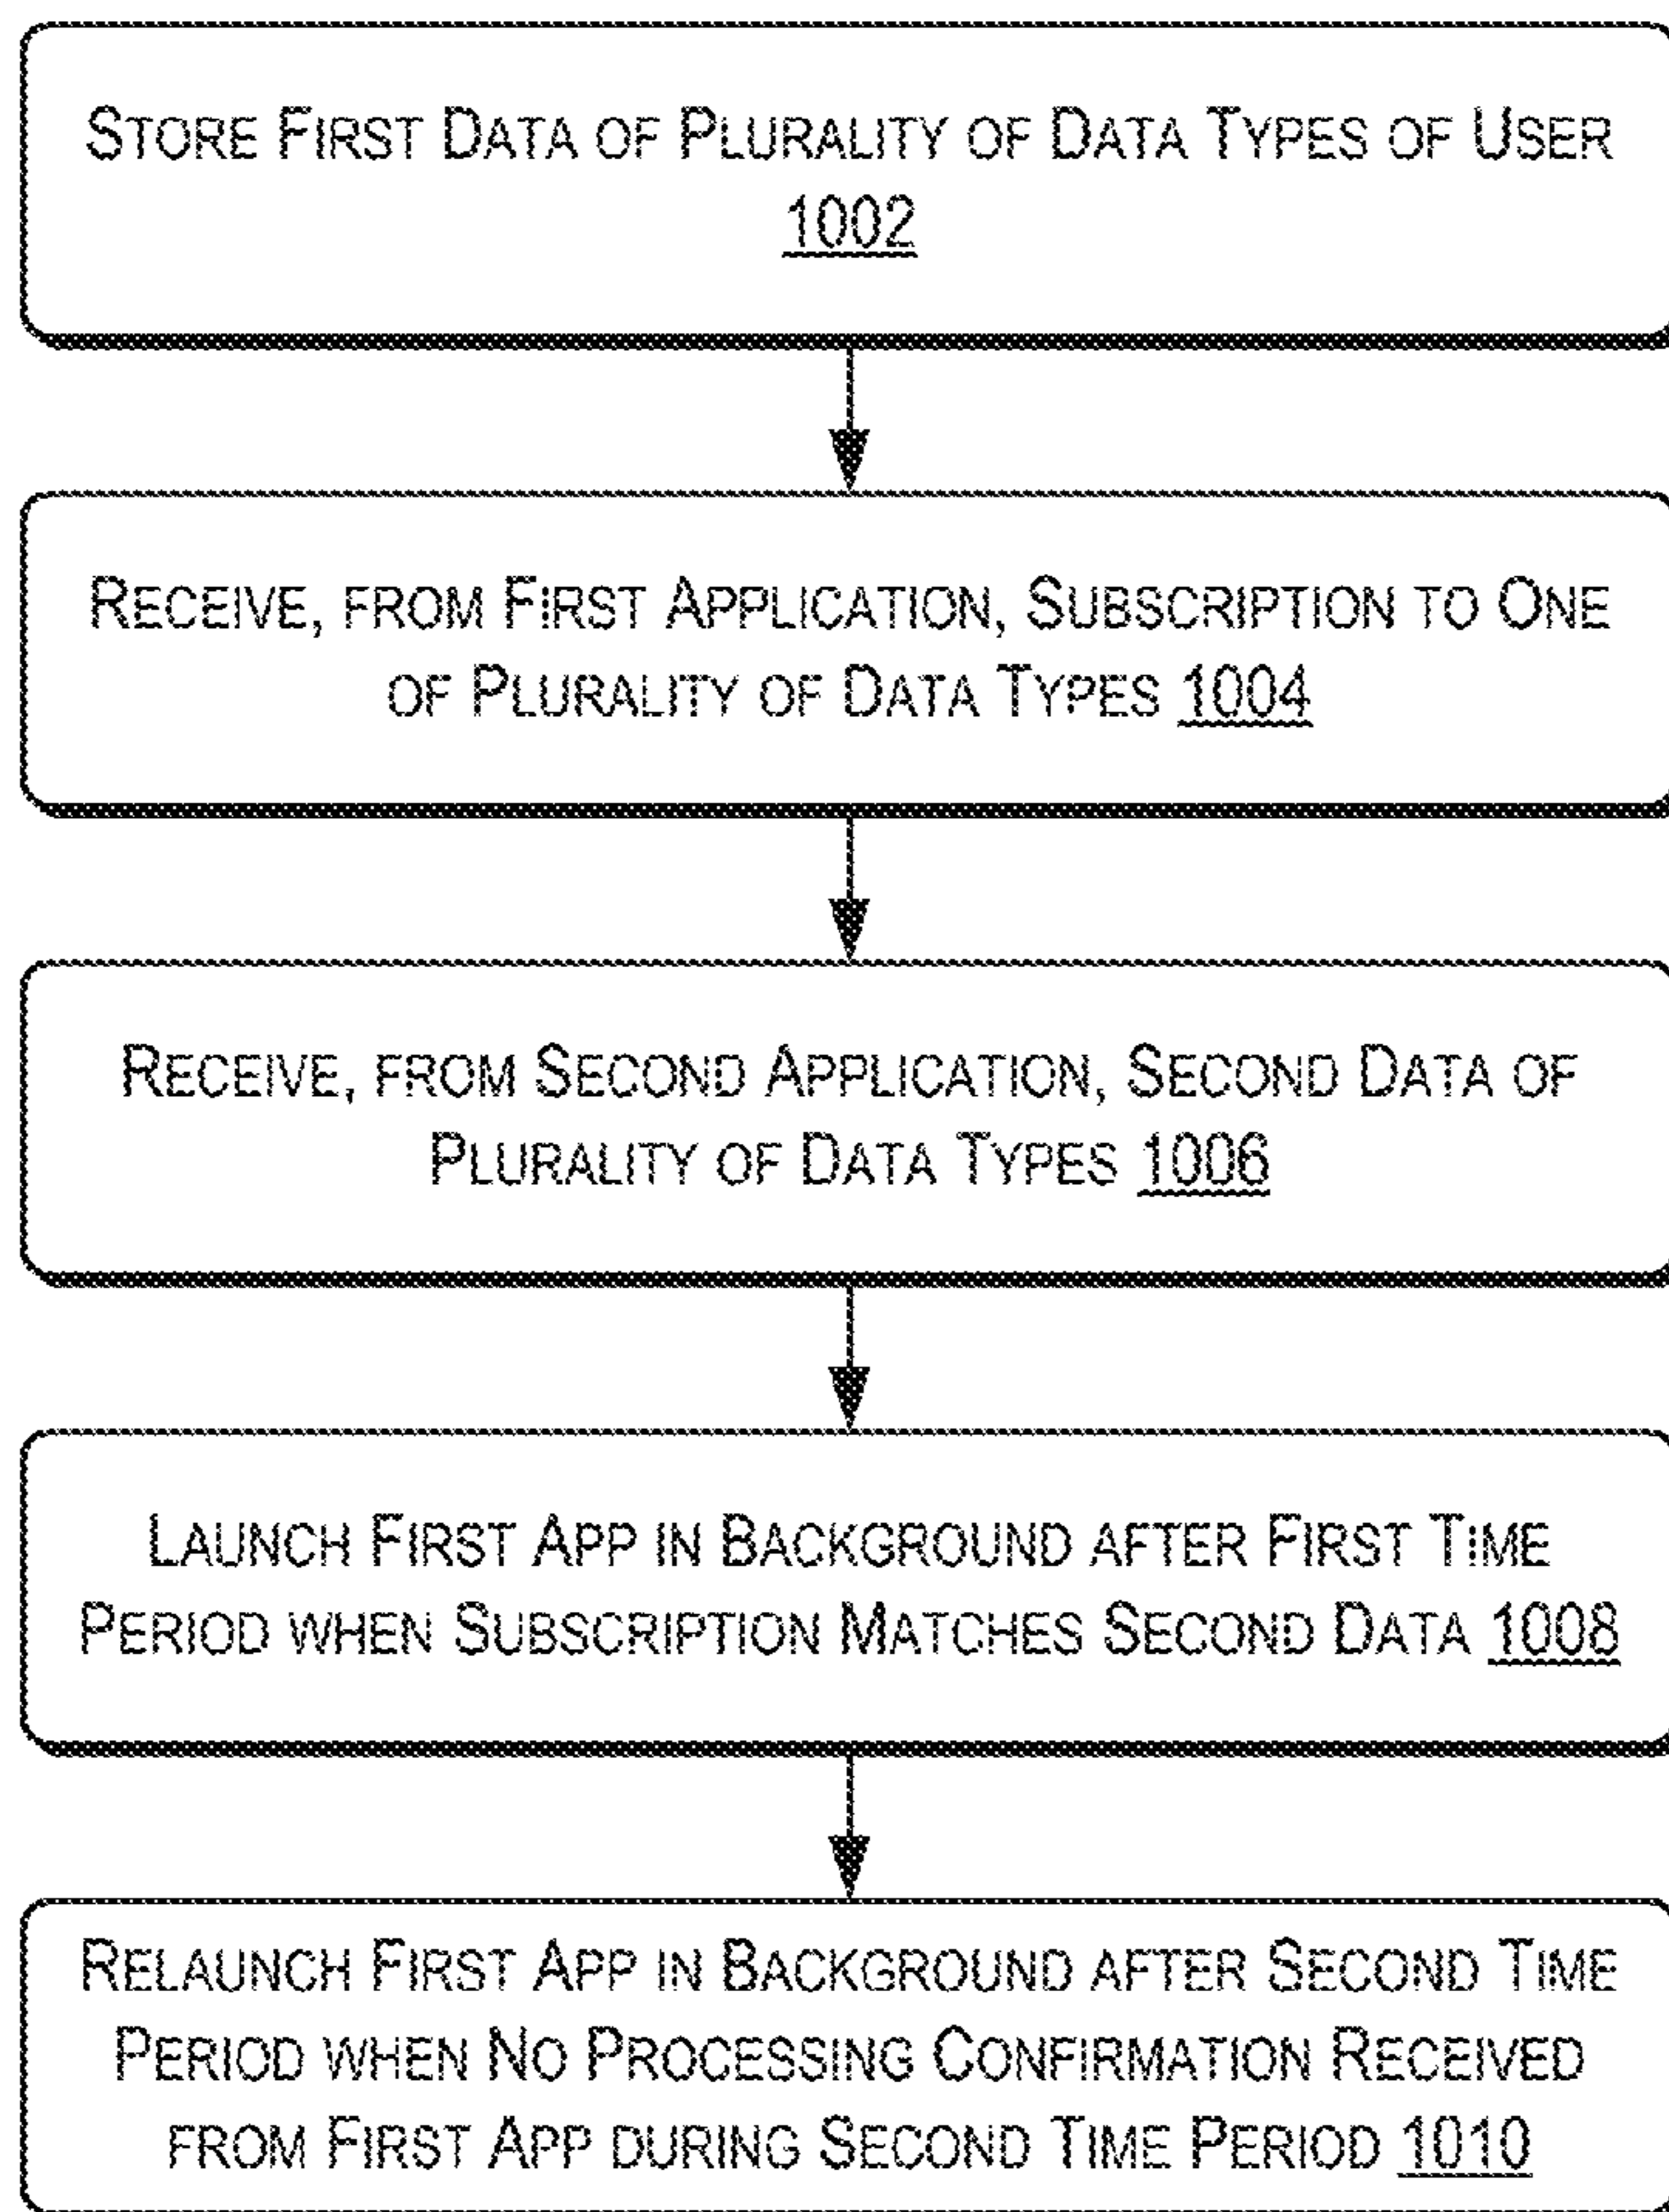 STORE FIRST DATA OF PLURALITY OF DATA TYPES OF USER
1002
RECEIVE, FROM FIRST APPLICATION, SUBSCRIPTION TO ONE
OF PLURALITY OF DATA TYPES 1004
RECEIVE, FROM SECOND APPLICATION, SECOND DATA OF
PLURALITY OF DATA TYPES 1006
LAUNCH FIRST APP IN BACKGROUND AFTER FIRST TIME
PERIOD WHEN SUBSCRIPTION MATCHES SECOND DATA 1008
RELAUNCH FIRST APP IN BACKGROUND AFTER SECOND TIME
PERIOD WHEN NO PROCESSING CONFIRMATION RECEIVED
FROM FIRST APP DURING SECOND TIME PERIOD 1010